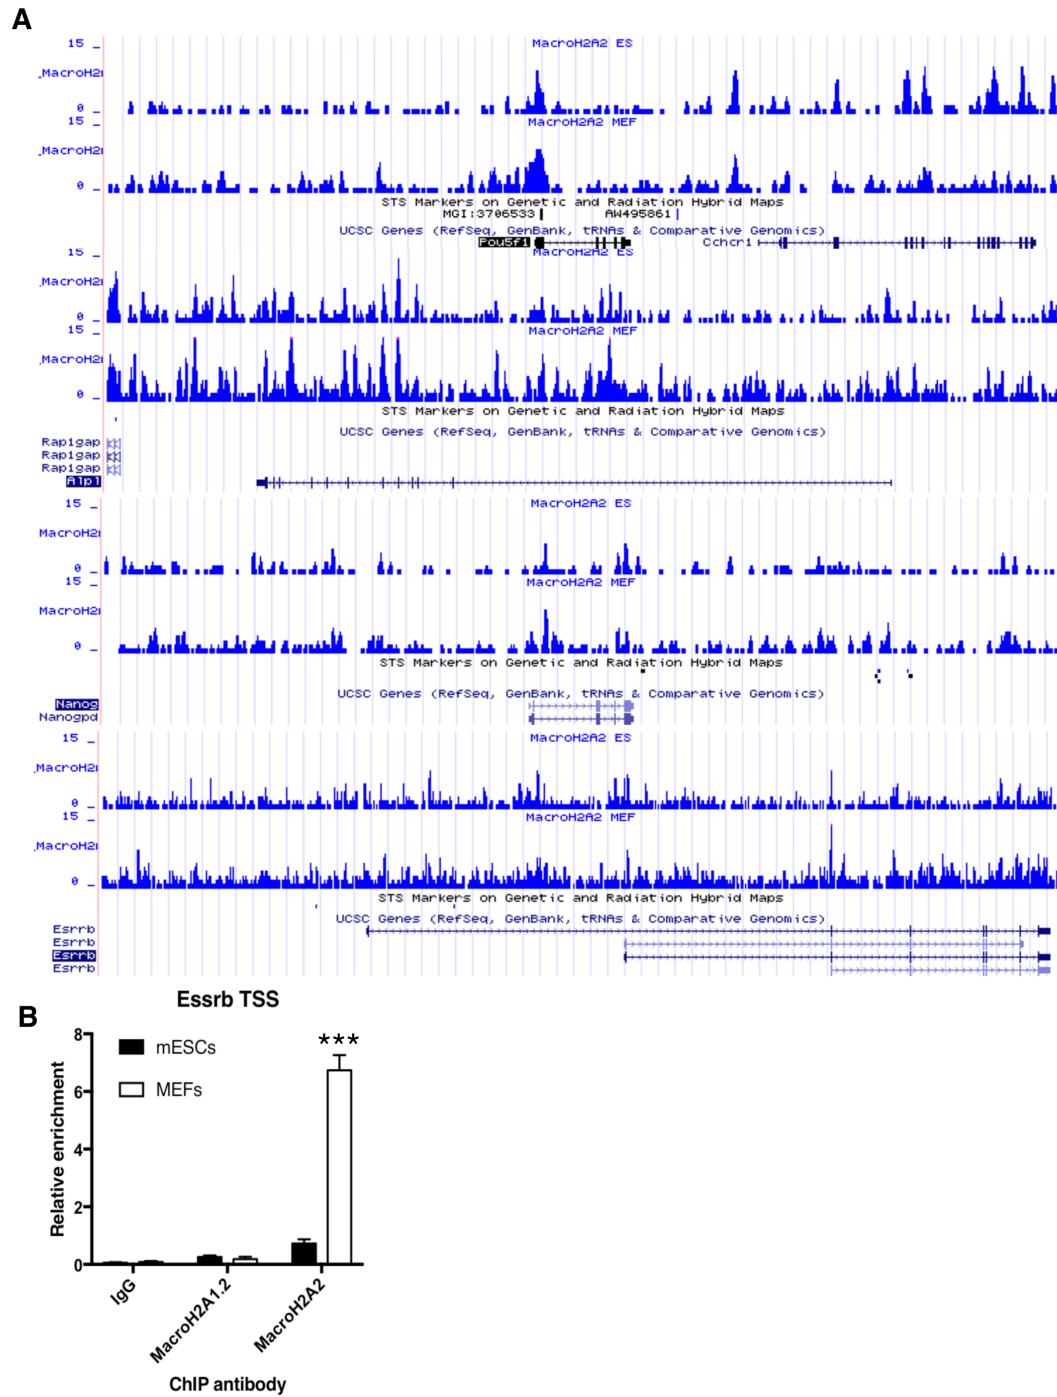 A
15
MacroH2A2 ES
MacroH2
0
15
MacroH2A2 MEF
MacroH2
0
STS Markers on Genetic and Radiation Hybrid Maps
MGI:3706533 AW495861
UCSC Genes (RefSeq, GenBank, tRNAs & Comparative Genomics)
Pou5f1 Cchcr1
15
MacroH2A2 ES
MacroH2
0
15
MacroH2A2 MEF
MacroH2
0
STS Markers on Genetic and Radiation Hybrid Maps
UCSC Genes (RefSeq, GenBank, tRNAs & Comparative Genomics)
Rap1gap
Rap1gap
Rap1gap
Alpl
15
MacroH2A2 ES
MacroH2
0
15
MacroH2A2 MEF
MacroH2
0
STS Markers on Genetic and Radiation Hybrid Maps
UCSC Genes (RefSeq, GenBank, tRNAs & Comparative Genomics)
Nanog
Nanogpd
15
MacroH2A2 ES
MacroH2
0
15
MacroH2A2 MEF
MacroH2
0
STS Markers on Genetic and Radiation Hybrid Maps
UCSC Genes (RefSeq, GenBank, tRNAs & Comparative Genomics)
Esrrb
Esrrb
Esrrb
Esrrb
Essrb TSS
B
8
6
4
2
0
Relative enrichment
mESCs
MEFs
***
IgG
MacroH2A1.2
MacroH2A2
ChIP antibody